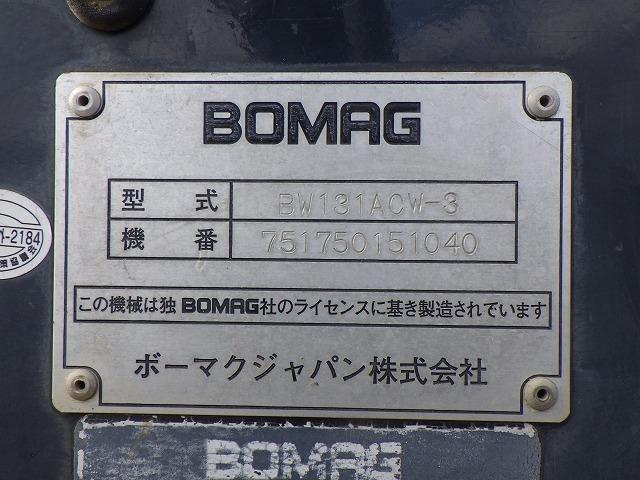 BOMAG
型式 BW131ACW-3
機番 751750151040
この機械は独BOMAG社のライセンスに基き製造されています
ボーマクジャパン株式会社
-2184
BOMAG